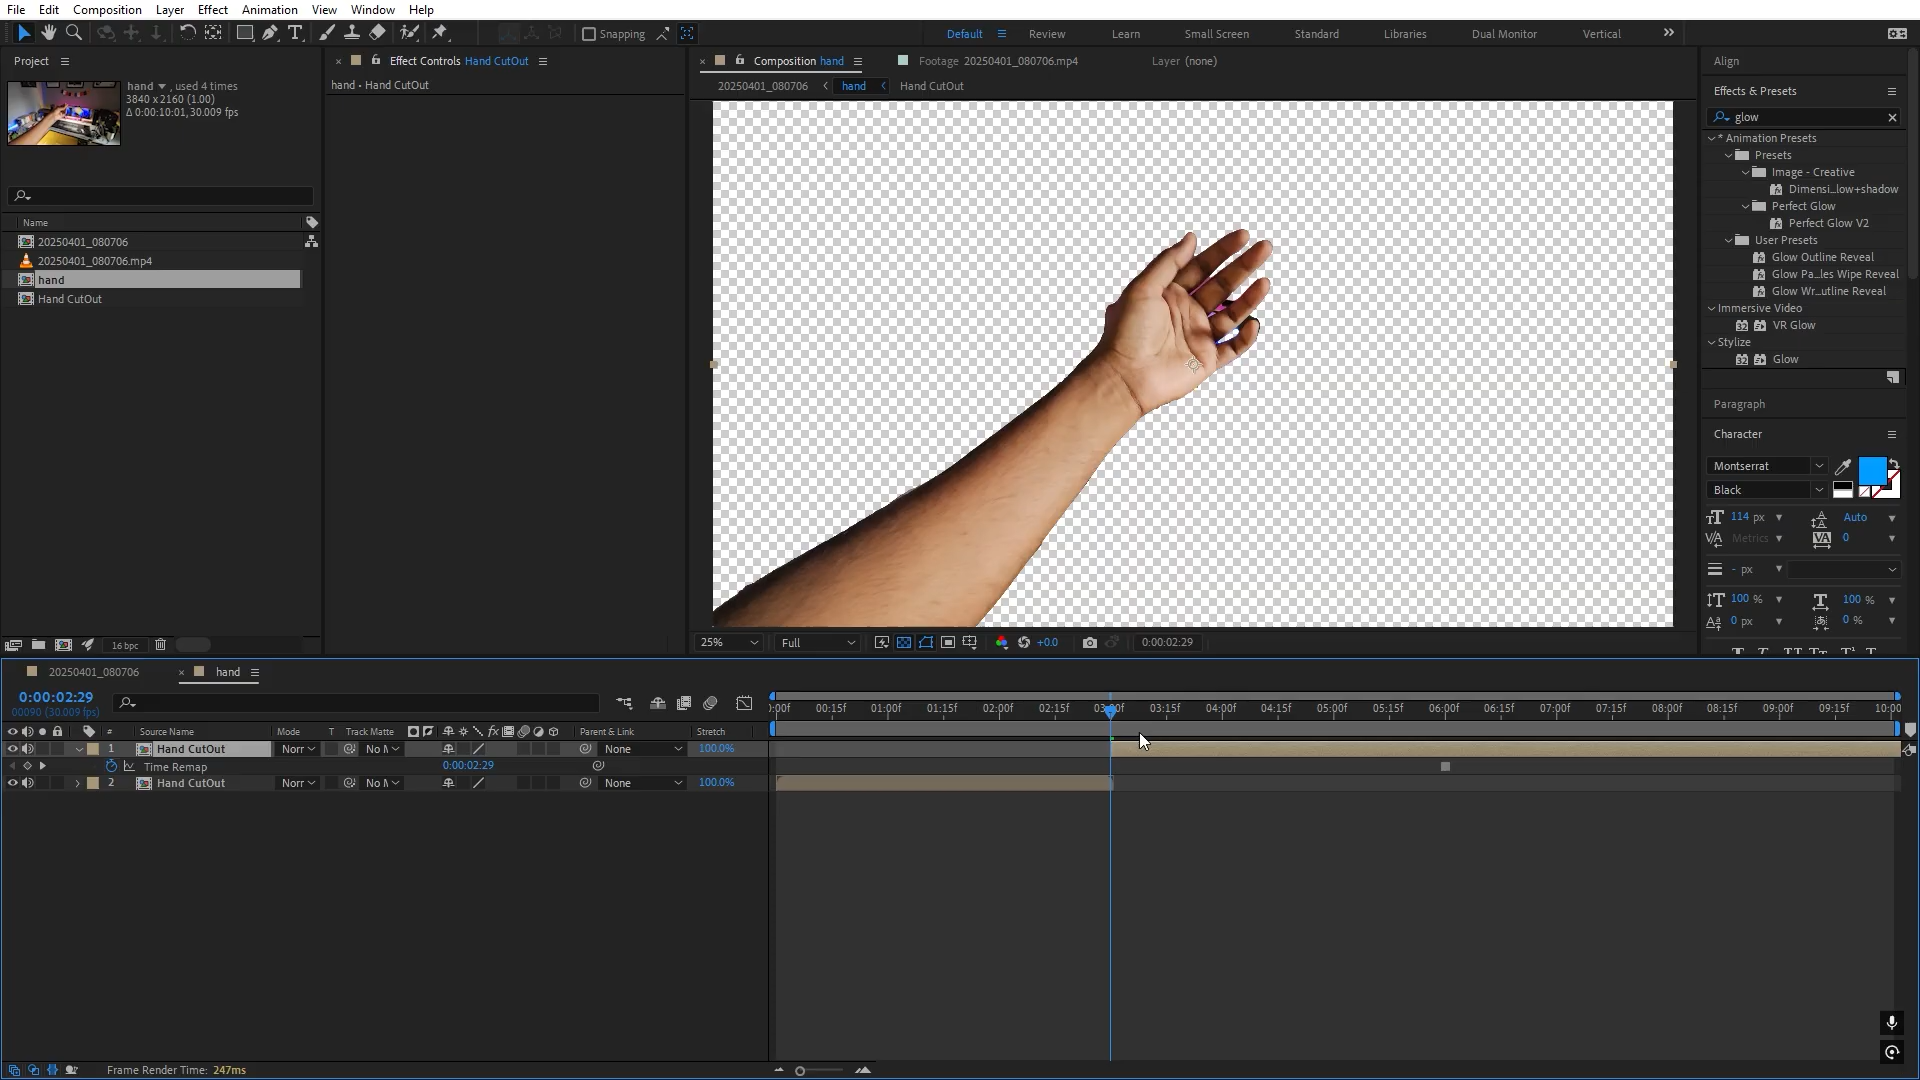 File Edit Composition Layer Effect Animation View Window Help
Snapping
Default Review Learn Small Screen Standard Libraries Dual Monitor Vertical
Project
Effect Controls Hand CutOut
Composition hand
Footage 20250401_080706.mp4
Layer (none)
Align
hand , used 4 times
3840 x 2160 (1.00)
Δ 0:00:10:01, 30.009 fps
hand • Hand CutOut
20250401_080706 hand Hand CutOut
Effects & Presets
glow
* Animation Presets
Presets
Image - Creative
Dimensi...low+shadow
Perfect Glow
Perfect Glow V2
User Presets
Glow Outline Reveal
Glow Pa...les Wipe Reveal
Glow Wr...utline Reveal
Immersive Video
32 VR Glow
Stylize
32 Glow
Name
20250401_080706
20250401_080706.mp4
hand
Hand CutOut
Paragraph
Character
Montserrat
Black
114 px Auto
Metrics 0
- px
100 % 100 %
0 px 0 %
16 bpc
25% Full +0.0 0:00:02:29
20250401_080706 hand
0:00:02:29
00090 (30.009 fps)
:00f 00:15f 01:00f 01:15f 02:00f 02:15f 03:00f 03:15f 04:00f 04:15f 05:00f 05:15f 06:00f 06:15f 07:00f 07:15f 08:00f 08:15f 09:00f 09:15f 10:00
# Source Name Mode T Track Matte Parent & Link Stretch
1 Hand CutOut Norr No M None 100.0%
Time Remap 0:00:02:29
2 Hand CutOut Norr No M None 100.0%
Frame Render Time: 247ms